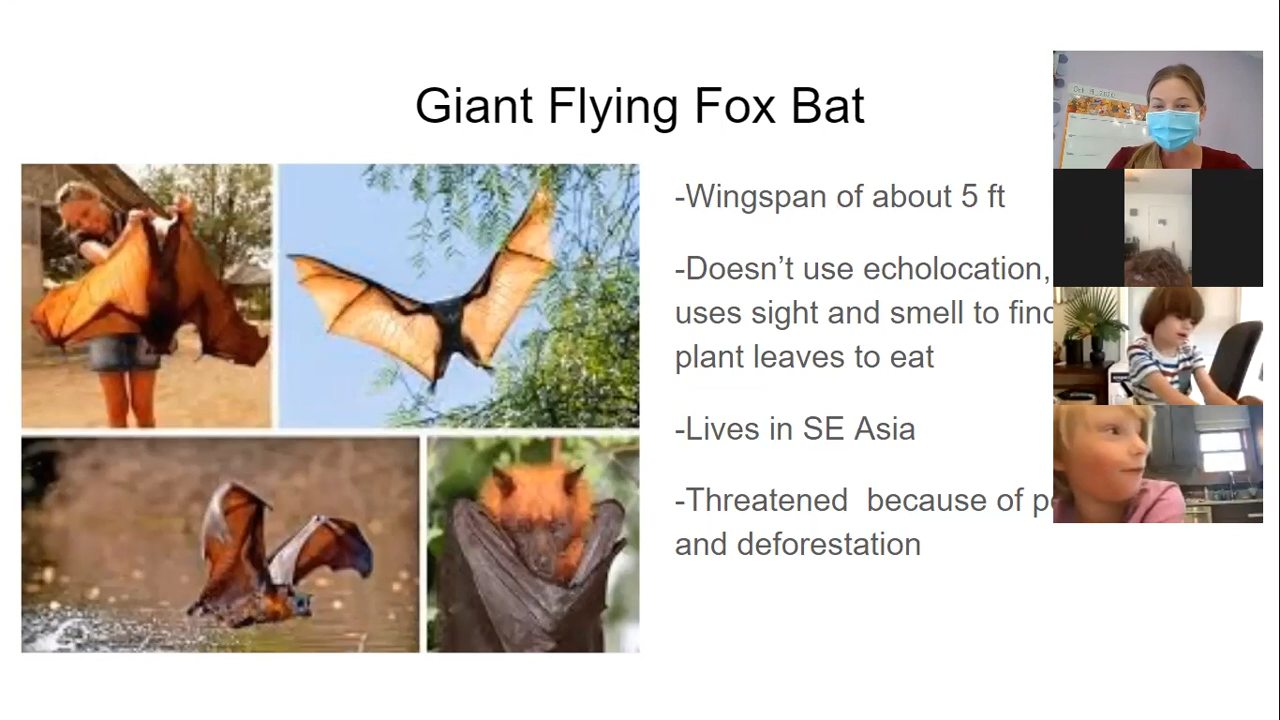 Giant Flying Fox Bat
-Wingspan of about 5 ft
-Doesn’t use echolocation,
uses sight and smell to find
plant leaves to eat
-Lives in SE Asia
-Threatened  because of
and deforestation